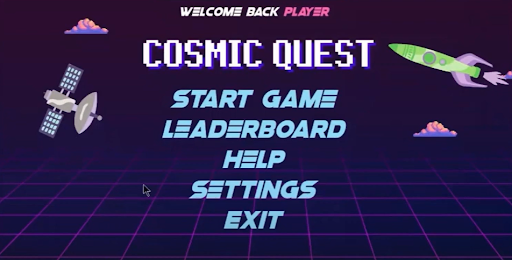 WELCOME BACK PLAYER
COSMIC QUEST
START GAME
LEADERBOARD
HELP
SETTINGS
EXIT